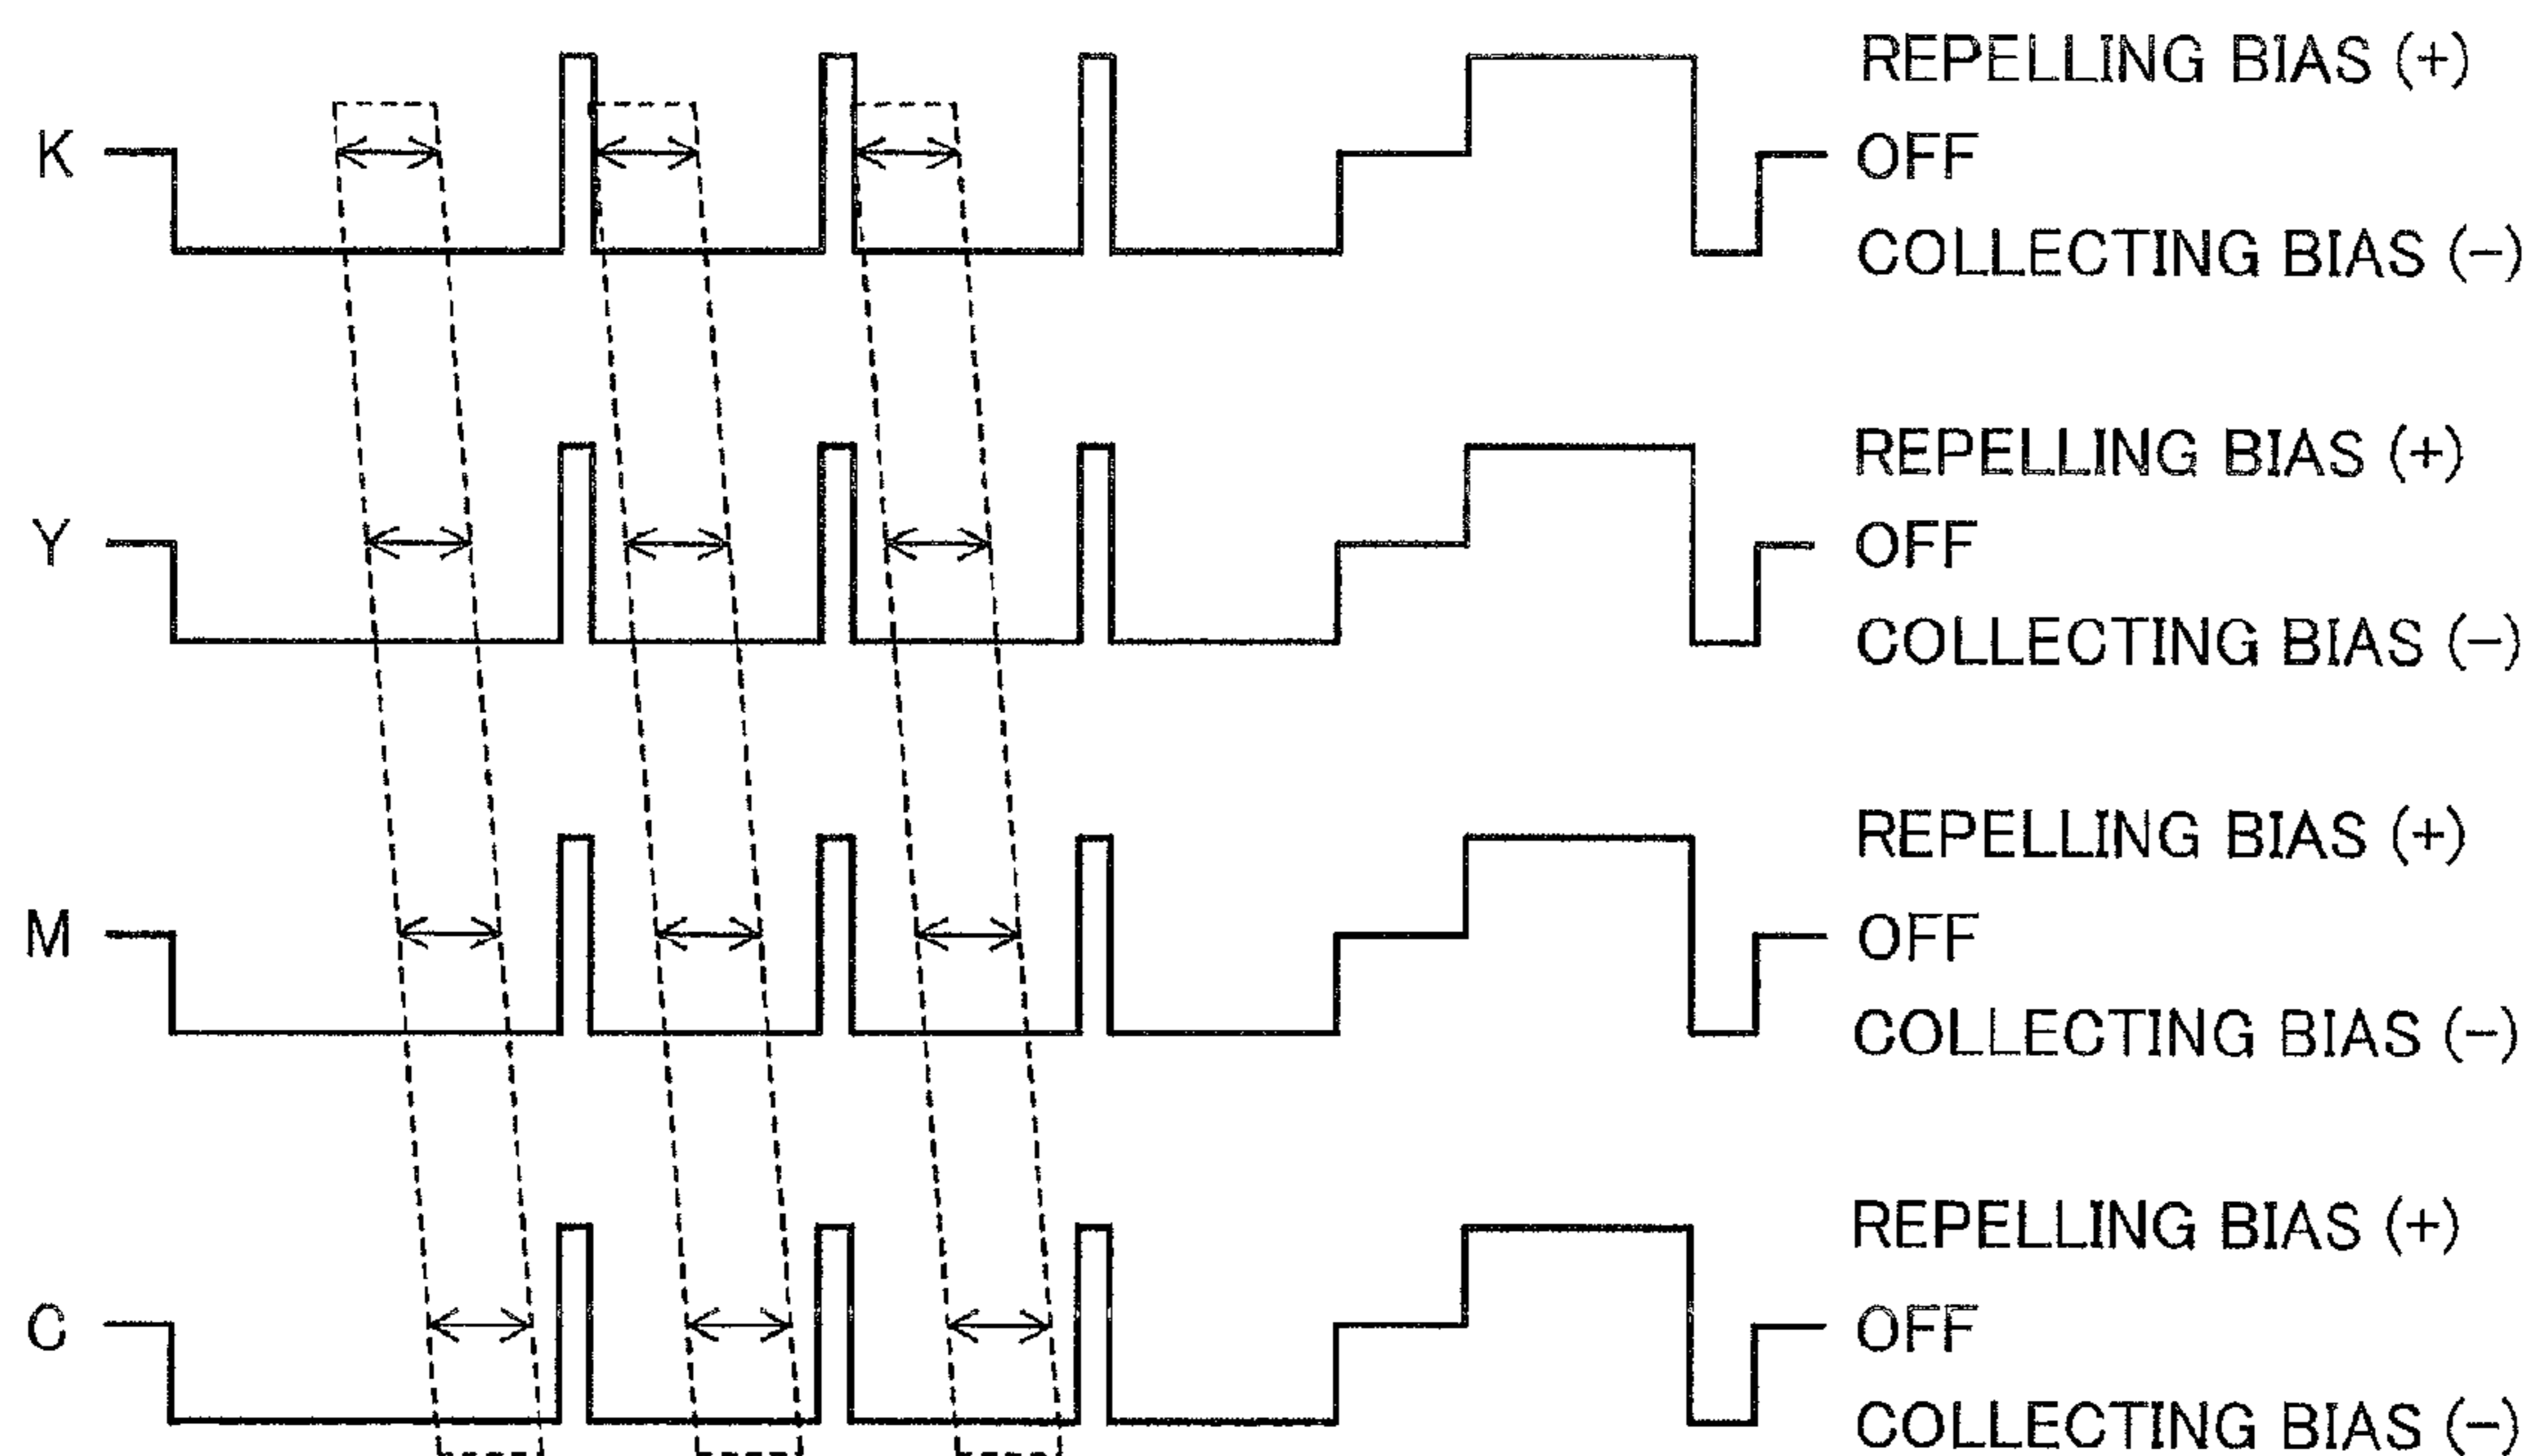 REPELLING BIAS (+)
K OFF
COLLECTING BIAS (−)
REPELLING BIAS (+)
Y OFF
COLLECTING BIAS (−)
REPELLING BIAS (+)
M OFF
COLLECTING BIAS (−)
REPELLING BIAS (+)
C OFF
COLLECTING BIAS (−)